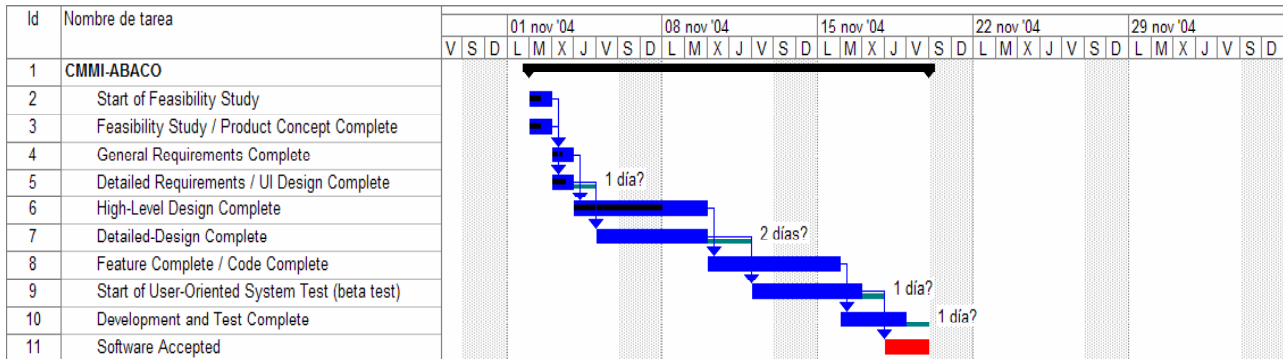 Id Nombre de tarea 01 nov '04 08 nov '04 15 nov '04 22 nov '04 29 nov '04
V S D L M X J V S D L M X J V S D L M X J V S D L M X J V S D L M X J V S D
1 CMMI-ABACO
2 Start of Feasibility Study
3 Feasibility Study / Product Concept Complete
4 General Requirements Complete
5 Detailed Requirements / UI Design Complete 1 día?
6 High-Level Design Complete
7 Detailed-Design Complete 2 días?
8 Feature Complete / Code Complete
9 Start of User-Oriented System Test (beta test) 1 día?
10 Development and Test Complete 1 día?
11 Software Accepted